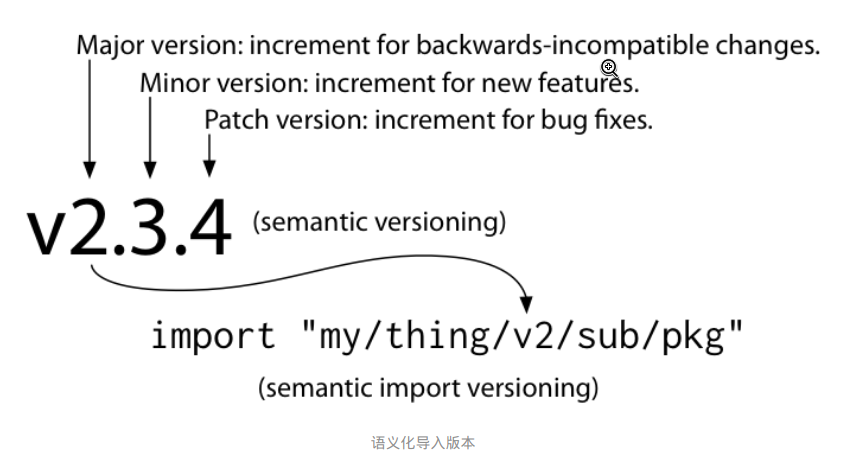 Major version: increment for backwards-incompatible changes.
Minor version: increment for new features.
Patch version: increment for bug fixes.
v2.3.4 (semantic versioning)
import "my/thing/v2/sub/pkg"
(semantic import versioning)
语义化导入版本